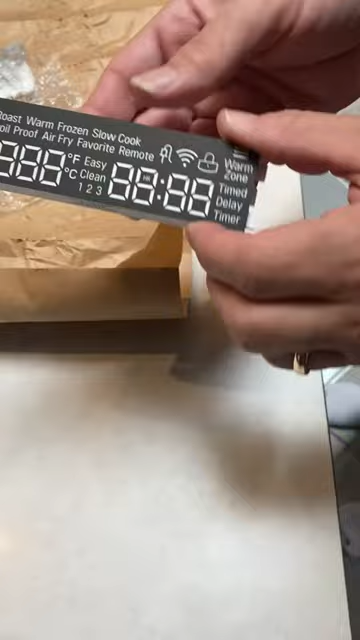 Roast Warm Frozen Slow Cook
Proof Air Fry Favorite Remote
888 °F Easy 88:88 Warm
°C Clean Zone
1 2 3 Timed
Delay
Timer